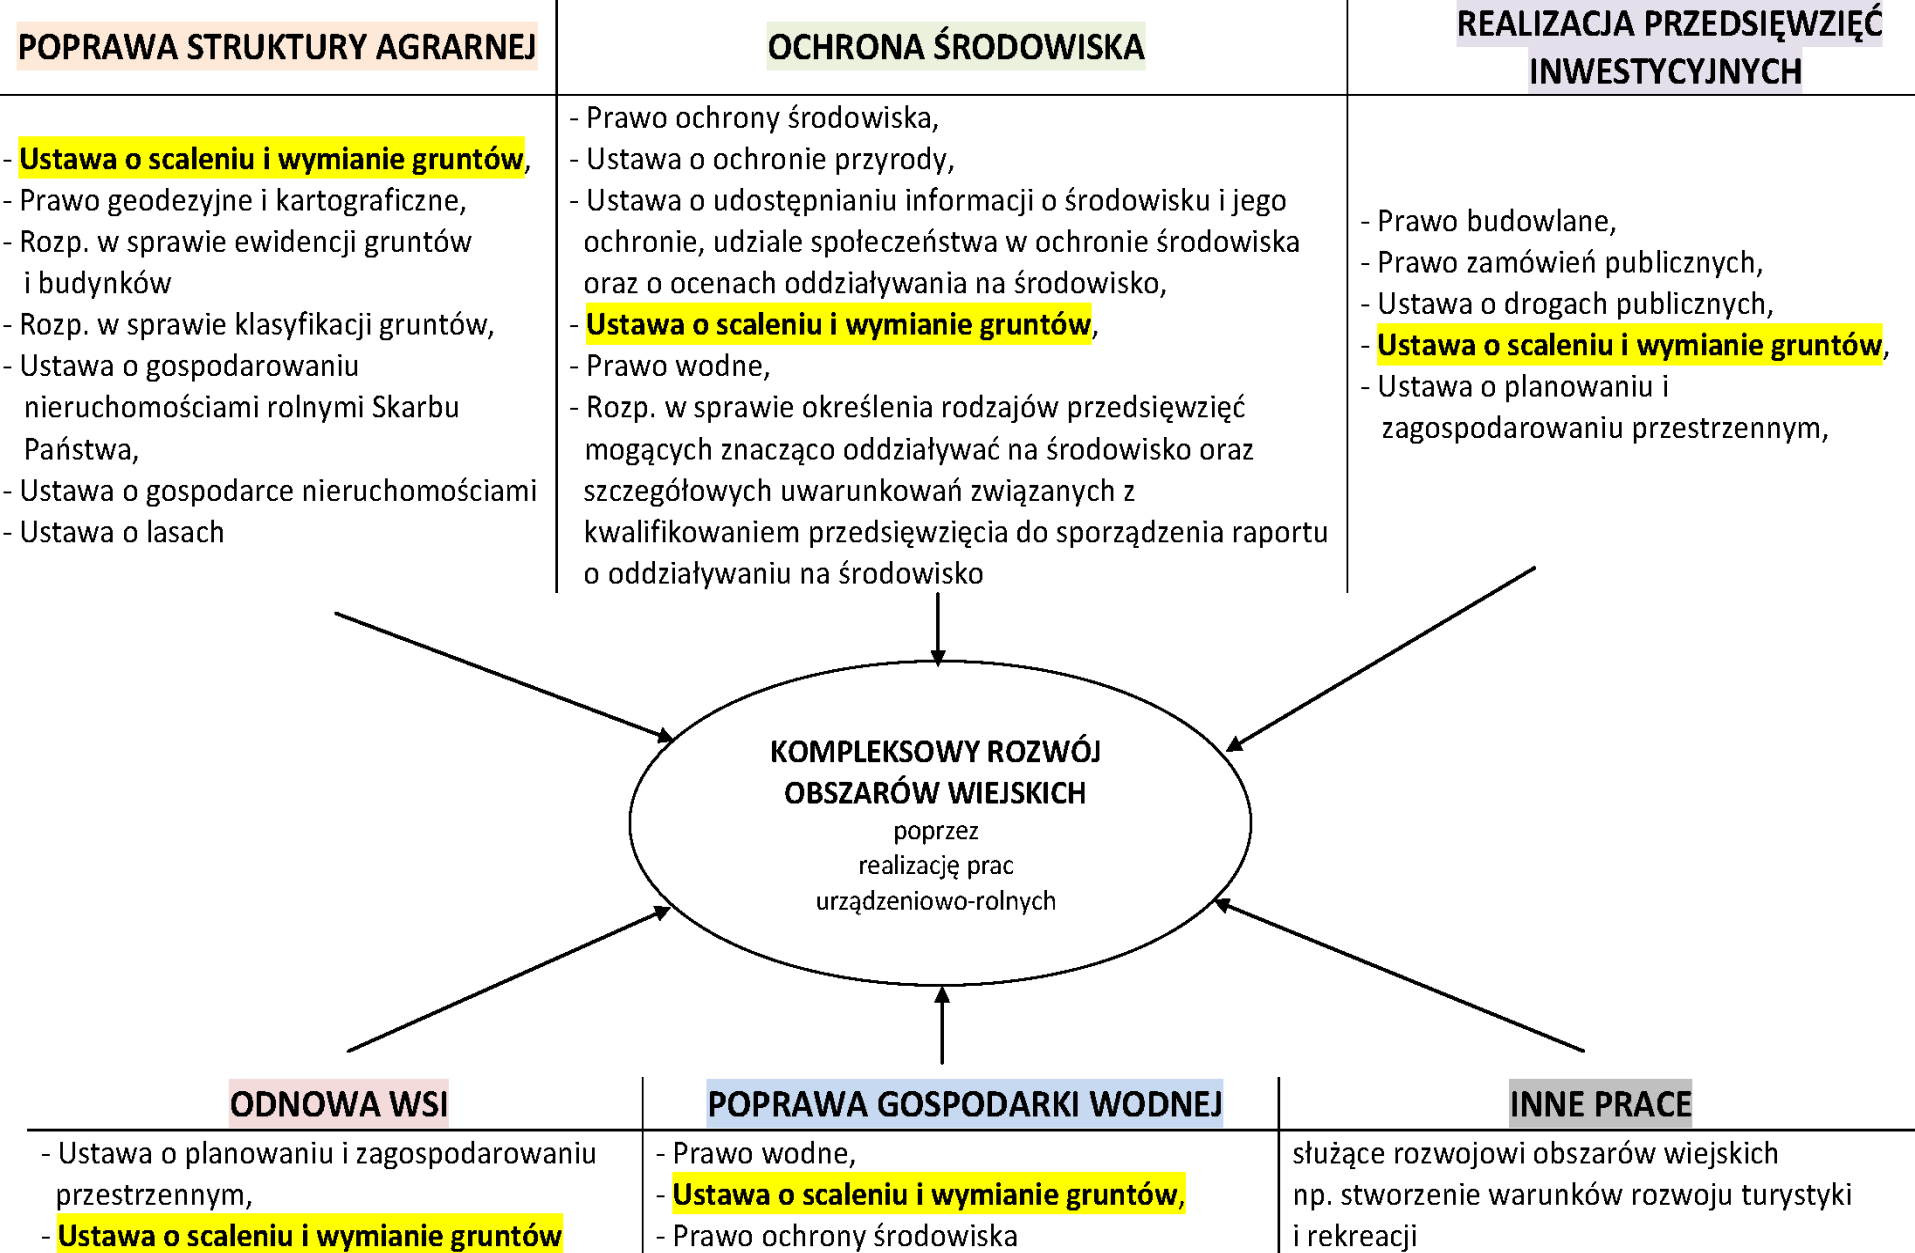 POPRAWA STRUKTURY AGRARNEJ
- Ustawa o scaleniu i wymianie gruntów,
- Prawo geodezyjne i kartograficzne,
- Rozp. w sprawie ewidencji gruntów
i budynków
- Rozp. w sprawie klasyfikacji gruntów,
- Ustawa o gospodarowaniu
nieruchomościami rolnymi Skarbu
Państwa,
- Ustawa o gospodarce nieruchomościami
- Ustawa o lasach
OCHRONA ŚRODOWISKA
- Prawo ochrony środowiska,
- Ustawa o ochronie przyrody,
- Ustawa o udostępnianiu informacji o środowisku i jego
ochronie, udziale społeczeństwa w ochronie środowiska
oraz o ocenach oddziaływania na środowisko,
- Ustawa o scaleniu i wymianie gruntów,
- Prawo wodne,
- Rozp. w sprawie określenia rodzajów przedsięwzięć
mogących znacząco oddziaływać na środowisko oraz
szczegółowych uwarunkowań związanych z
kwalifikowaniem przedsięwzięcia do sporządzenia raportu
o oddziaływaniu na środowisko
REALIZACJA PRZEDSIĘWZIĘĆ
INWESTYCYJNYCH
- Prawo budowlane,
- Prawo zamówień publicznych,
- Ustawa o drogach publicznych,
- Ustawa o scaleniu i wymianie gruntów,
- Ustawa o planowaniu i
zagospodarowaniu przestrzennym,
KOMPLEKSOWY ROZWÓJ
OBSZARÓW WIEJSKICH
poprzez
realizację prac
urządzeniowo-rolnych
ODNOWA WSI
- Ustawa o planowaniu i zagospodarowaniu
przestrzennym,
- Ustawa o scaleniu i wymianie gruntów
POPRAWA GOSPODARKI WODNEJ
- Prawo wodne,
- Ustawa o scaleniu i wymianie gruntów,
- Prawo ochrony środowiska
INNE PRACE
służące rozwojowi obszarów wiejskich
np. stworzenie warunków rozwoju turystyki
i rekreacji